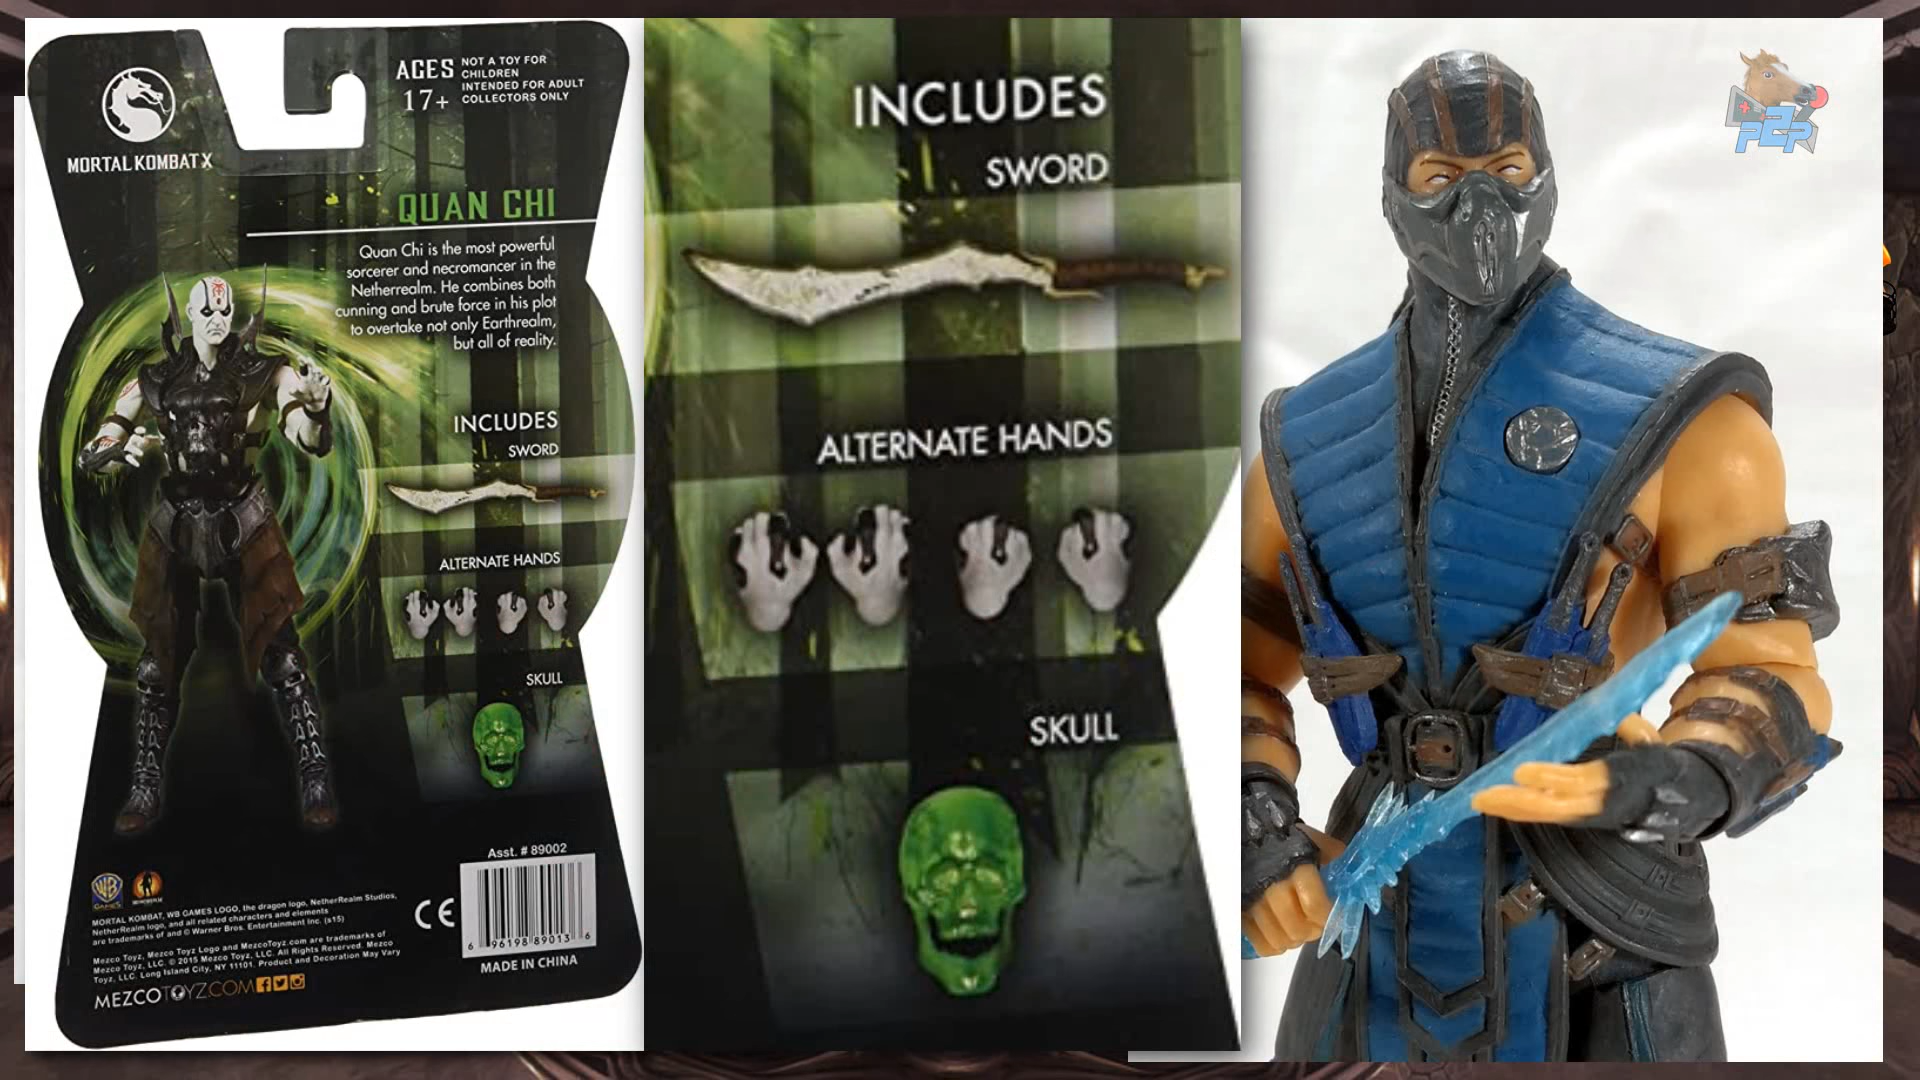 MORTAL KOMBAT X
AGES
17+
NOT A TOY FOR
CHILDREN
INTENDED FOR ADULT
COLLECTORS ONLY
QUAN CHI
Quan Chi is the most powerful
sorcerer and necromancer in the
Netherrealm. He combines both
cunning and brute force in his plot
to overtake not only Earthrealm,
but all of reality.
INCLUDES
SWORD
ALTERNATE HANDS
SKULL
WB
GAMES
MORTAL KOMBAT, WB GAMES LOGO, the dragon logo, NetherRealm Studios,
NetherRealm logo, and all related characters and elements
are trademarks of and © Warner Bros. Entertainment Inc. (s15)
Mezco Toyz, Mezco Toyz Logo and MezcoToyz.com are trademarks of
Mezco Toyz, LLC. © 2015 Mezco Toyz, LLC. All Rights Reserved. Mezco
Toyz, LLC. Long Island City, NY 11101. Product and Decoration May Vary
MEZCOTOYZ.COM
Asst. # 89002
CE
6 96198 89013 6
MADE IN CHINA
INCLUDES
SWORD
ALTERNATE HANDS
SKULL
P2P